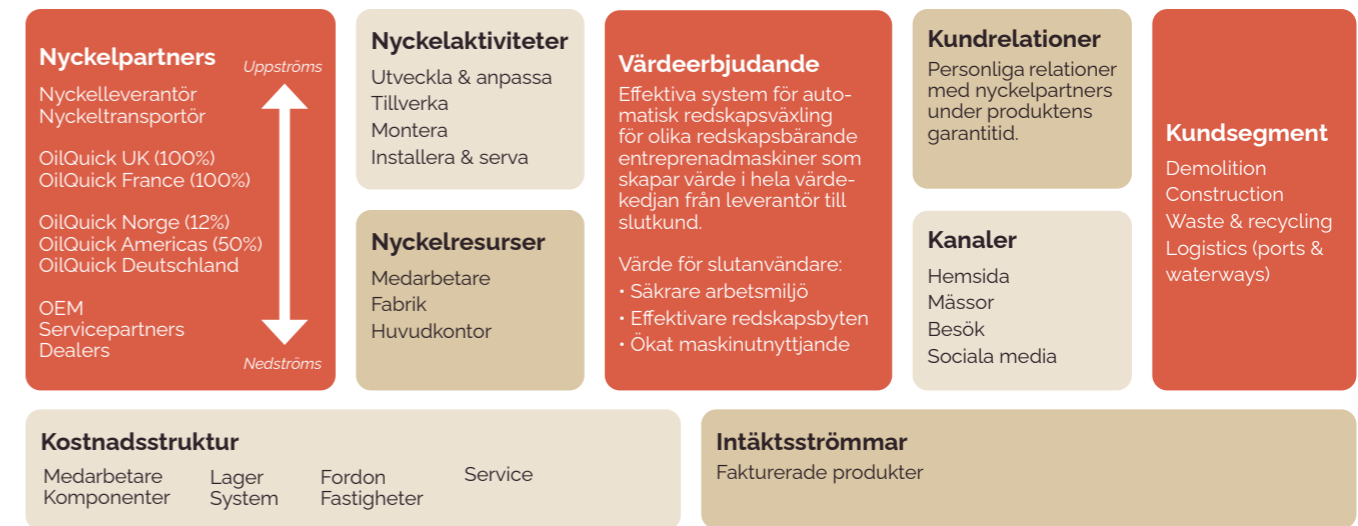 Nyckelpartners
Uppströms
Nyckelleverantör
Nyckeltransportör
OilQuick UK (100%)
OilQuick France (100%)
OilQuick Norge (12%)
OilQuick Americas (50%)
OilQuick Deutschland
OEM
Servicepartners
Dealers
Nedströms
Nyckelaktiviteter
Utveckla & anpassa
Tillverka
Montera
Installera & serva
Nyckelresurser
Medarbetare
Fabrik
Huvudkontor
Värdeerbjudande
Effektiva system för auto-
matisk redskapsväxling
för olika redskapsbärande
entreprenadmaskiner som
skapar värde i hela värde-
kedjan från leverantör till
slutkund.
Värde för slutanvändare:
• Säkrare arbetsmiljö
• Effektivare redskapsbyten
• Ökat maskinutnyttjande
Kundrelationer
Personliga relationer
med nyckelpartners
under produktens
garantitid.
Kanaler
Hemsida
Mässor
Besök
Sociala media
Kundsegment
Demolition
Construction
Waste & recycling
Logistics (ports &
waterways)
Kostnadsstruktur
Medarbetare
Komponenter
Lager
System
Fordon
Fastigheter
Service
Intäktsströmmar
Fakturerade produkter